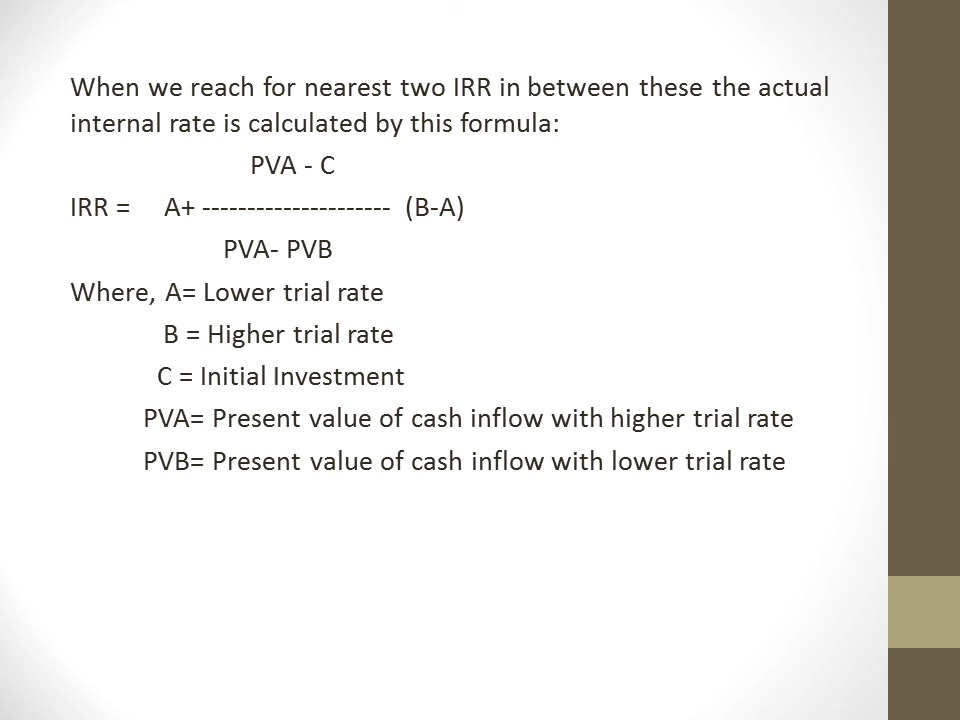 When we reach for nearest two IRR in between these the actual
internal rate is calculated by this formula:
PVA - C
IRR = A+ --------------------- (B-A)
PVA- PVB
Where, A= Lower trial rate
B = Higher trial rate
C = Initial Investment
PVA= Present value of cash inflow with higher trial rate
PVB= Present value of cash inflow with lower trial rate